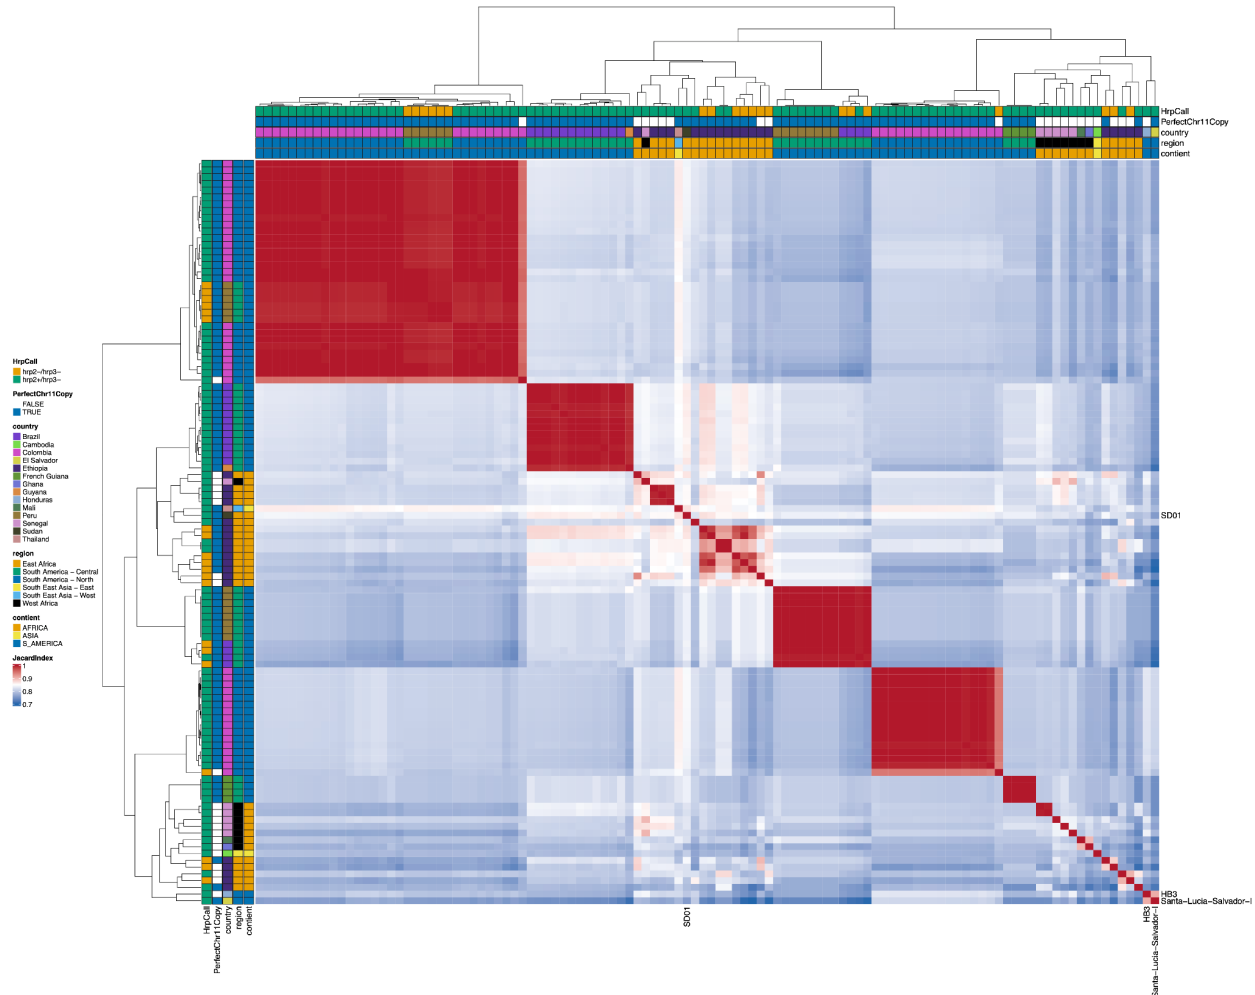 HrpCall
PerfectChr11Copy
country
region
contient
HrpCall
hrp2-/hrp3-
hrp2+/hrp3-
PerfectChr11Copy
FALSE
TRUE
country
Brazil
Cambodia
Colombia
El Salvador
Ethiopia
French Guiana
Ghana
Guyana
Honduras
Mali
Peru
Senegal
Sudan
Thailand
region
East Africa
South America - Central
South America - North
South East Asia - East
South East Asia - West
West Africa
contient
AFRICA
ASIA
S_AMERICA
JacardIndex
1
0.9
0.8
0.7
SD01
HB3
Santa-Lucia-Salvador-I
HrpCall
PerfectChr11Copy
country
region
contient
SD01
HB3
Santa-Lucia-Salvador-I